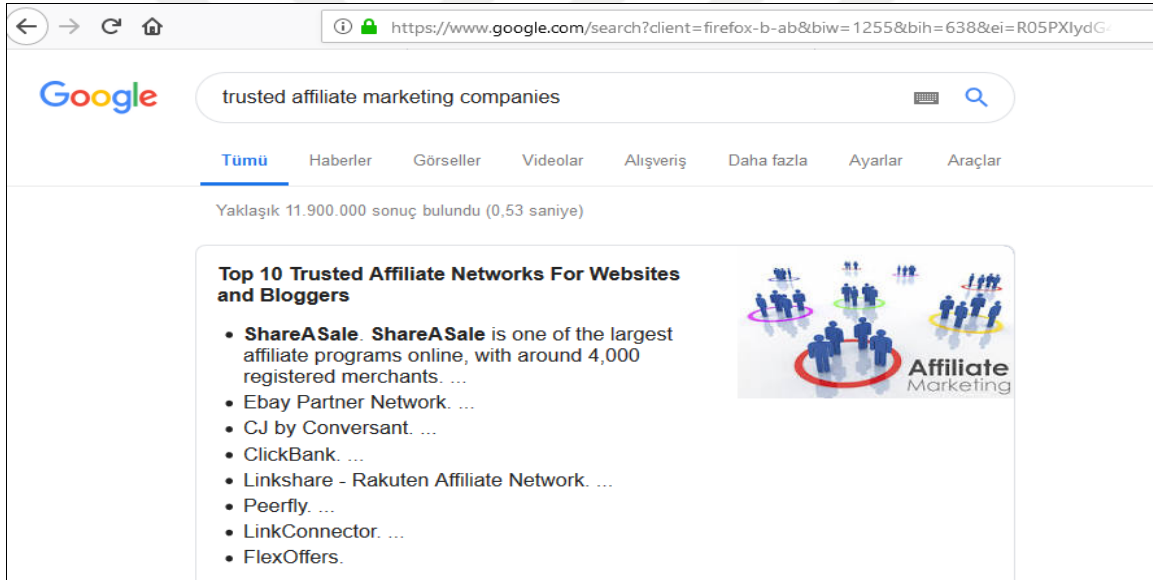 https://www.google.com/search?client=firefox-b-ab&biw=1255&bih=638&ei=R05PXIydG
Google
trusted affiliate marketing companies
Tümü Haberler Görseller Videolar Alışveriş Daha fazla Ayarlar Araçlar
Yaklaşık 11.900.000 sonuç bulundu (0,53 saniye)
Top 10 Trusted Affiliate Networks For Websites
and Bloggers
• ShareASale. ShareASale is one of the largest
affiliate programs online, with around 4,000
registered merchants. ...
• Ebay Partner Network. ...
• CJ by Conversant. ...
• ClickBank. ...
• Linkshare - Rakuten Affiliate Network. ...
• Peerfly. ...
• LinkConnector. ...
• FlexOffers.
Affiliate
Marketing